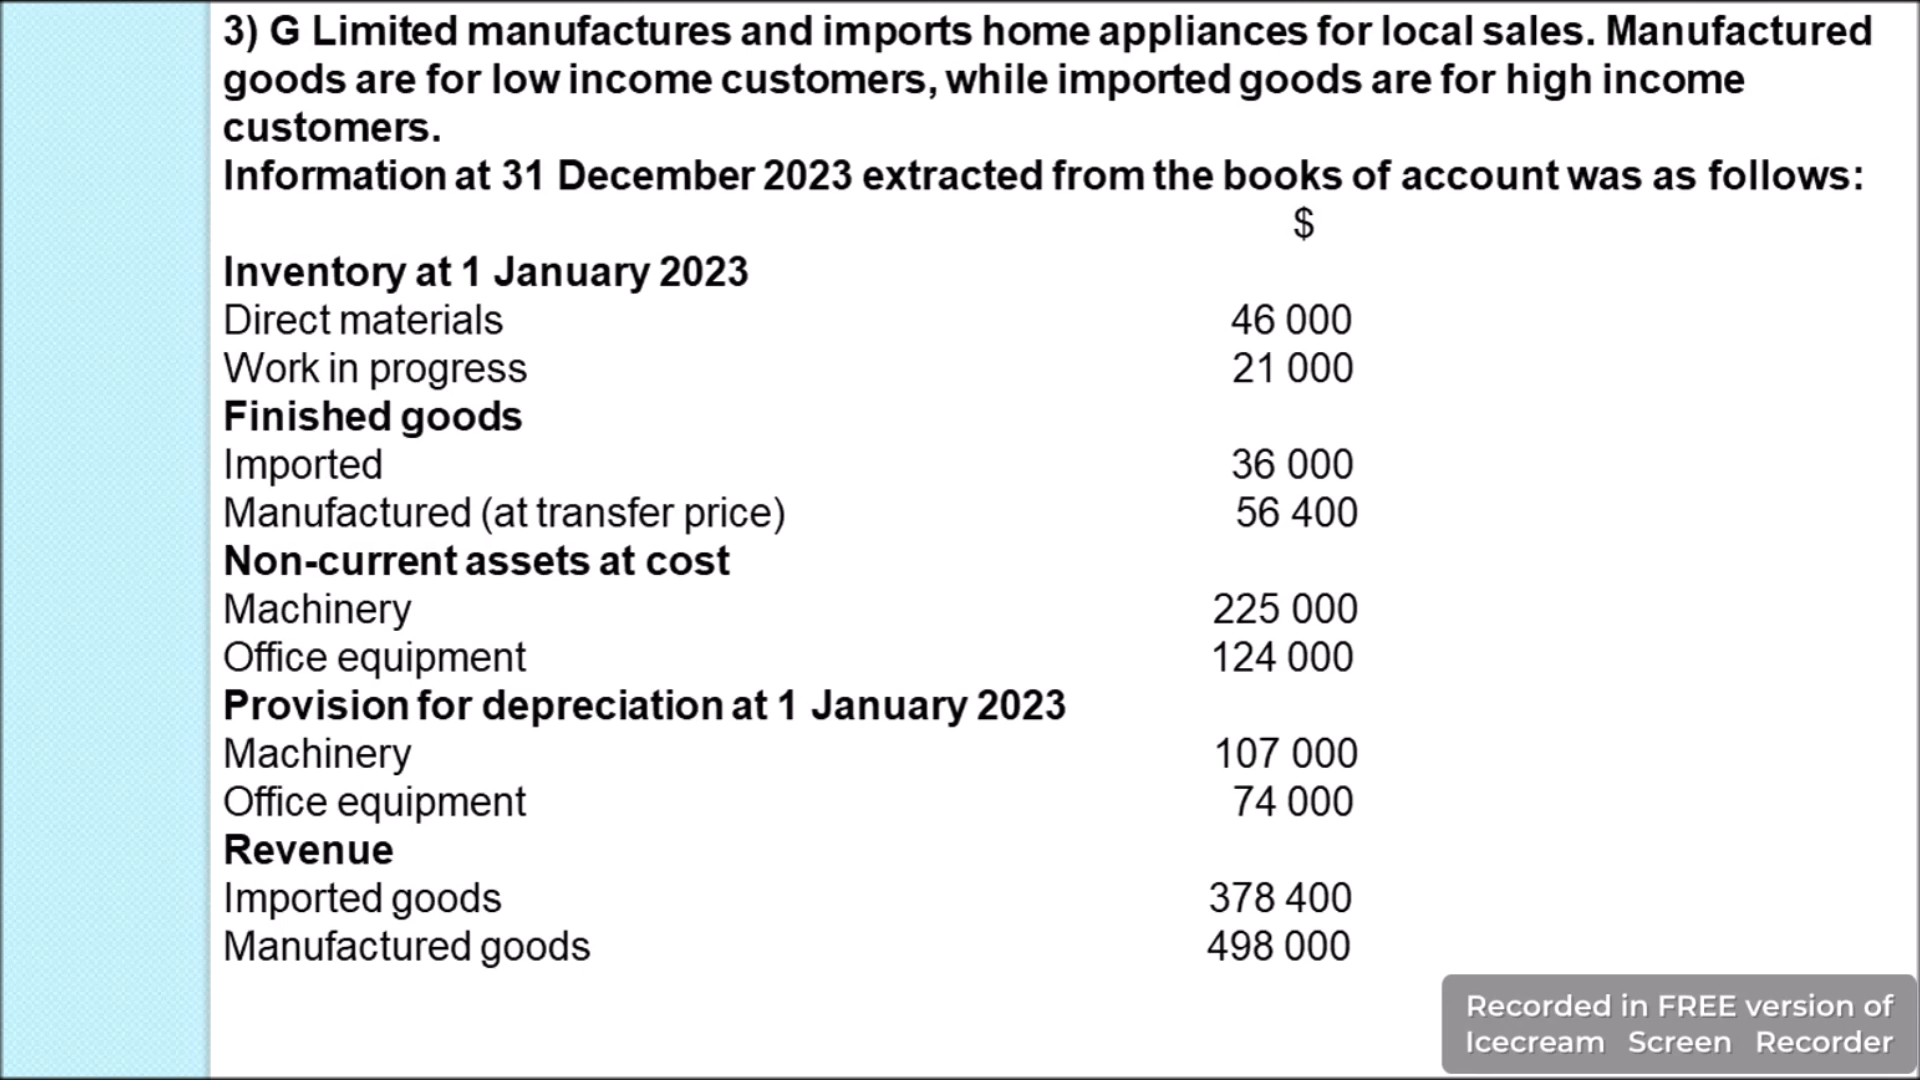 3) G Limited manufactures and imports home appliances for local sales. Manufactured
goods are for low income customers, while imported goods are for high income
customers.
Information at 31 December 2023 extracted from the books of account was as follows:
$
Inventory at 1 January 2023
Direct materials 46 000
Work in progress 21 000
Finished goods
Imported 36 000
Manufactured (at transfer price) 56 400
Non-current assets at cost
Machinery 225 000
Office equipment 124 000
Provision for depreciation at 1 January 2023
Machinery 107 000
Office equipment 74 000
Revenue
Imported goods 378 400
Manufactured goods 498 000
Recorded in FREE version of
Icecream Screen Recorder